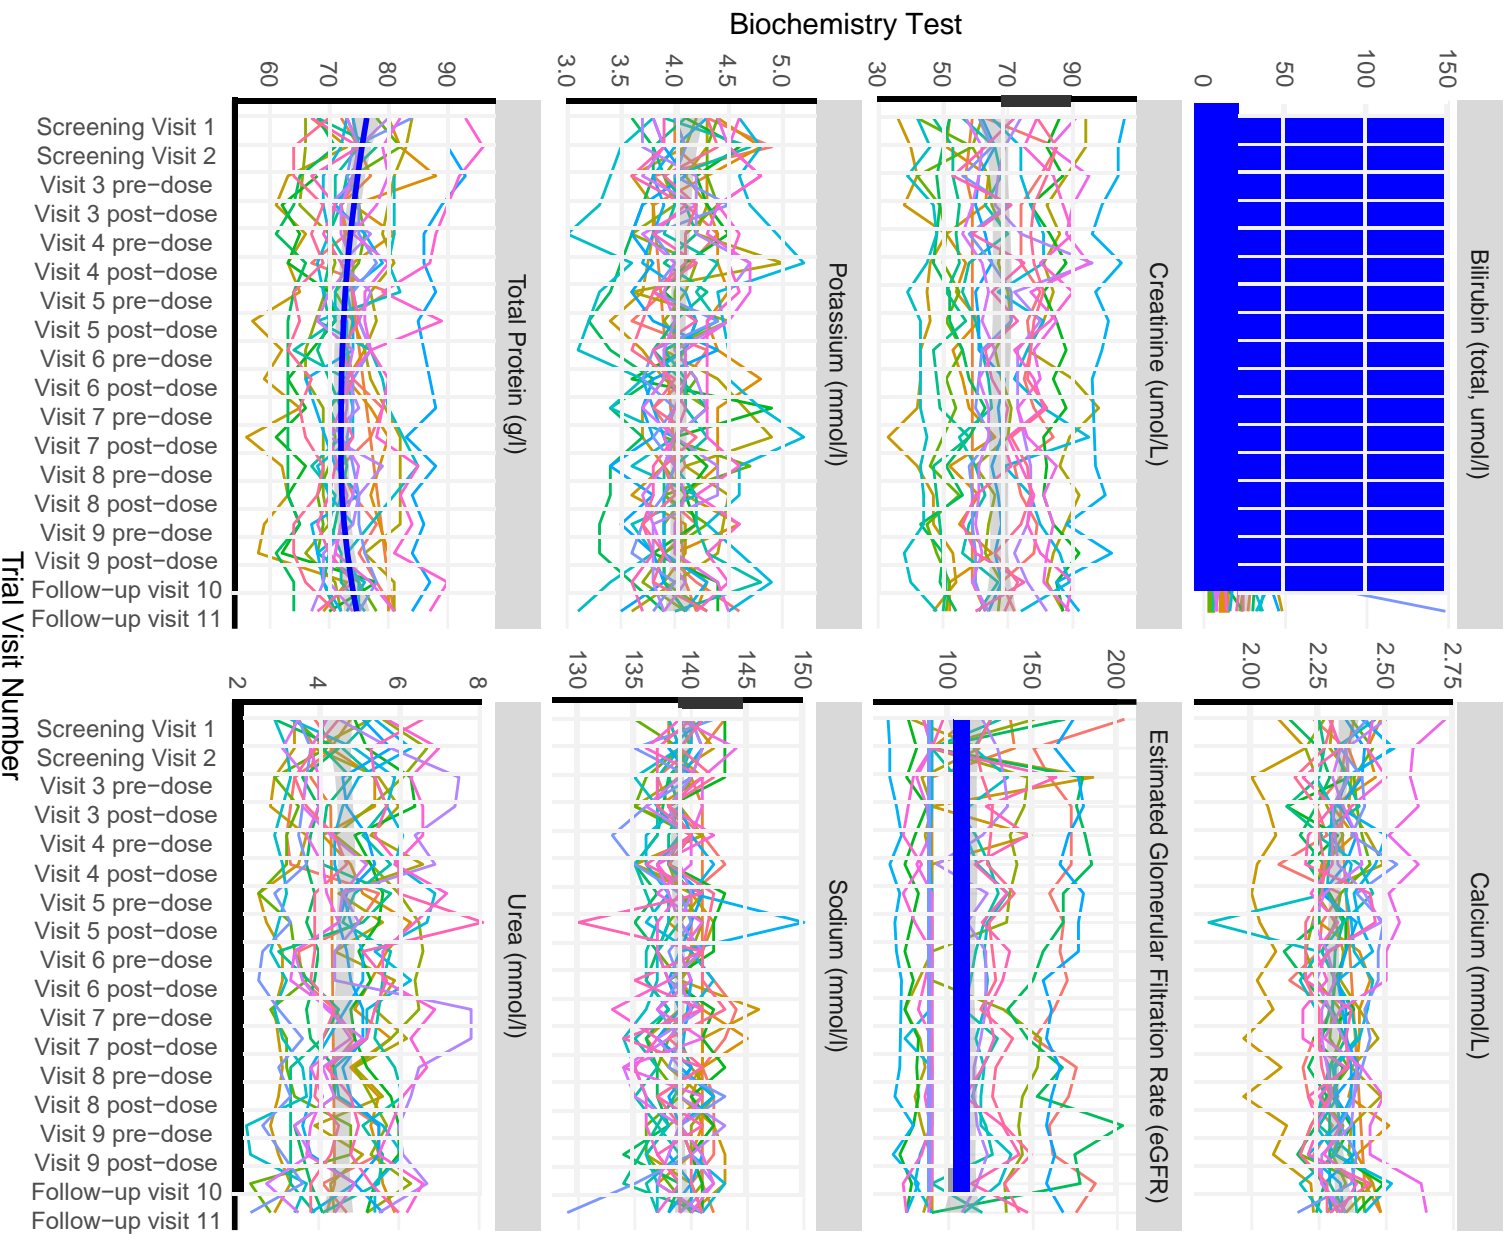 Biochemistry Test
60 70 80 90
3.0 3.5 4.0 4.5 5.0
30 50 70 90
0 50 100 150
Total Protein (g/l)
Potassium (mmol/l)
Creatinine (umol/L)
Bilirubin (total, umol/l)
Screening Visit 1
Screening Visit 2
Visit 3 pre−dose
Visit 3 post−dose
Visit 4 pre−dose
Visit 4 post−dose
Visit 5 pre−dose
Visit 5 post−dose
Visit 6 pre−dose
Visit 6 post−dose
Visit 7 pre−dose
Visit 7 post−dose
Visit 8 pre−dose
Visit 8 post−dose
Visit 9 pre−dose
Visit 9 post−dose
Follow−up visit 10
Follow−up visit 11
2 4 6 8
130 135 140 145 150
100 150 200
2.00 2.25 2.50 2.75
Urea (mmol/l)
Sodium (mmol/l)
Estimated Glomerular Filtration Rate (eGFR)
Calcium (mmol/L)
Screening Visit 1
Screening Visit 2
Visit 3 pre−dose
Visit 3 post−dose
Visit 4 pre−dose
Visit 4 post−dose
Visit 5 pre−dose
Visit 5 post−dose
Visit 6 pre−dose
Visit 6 post−dose
Visit 7 pre−dose
Visit 7 post−dose
Visit 8 pre−dose
Visit 8 post−dose
Visit 9 pre−dose
Visit 9 post−dose
Follow−up visit 10
Follow−up visit 11
Trial Visit Number